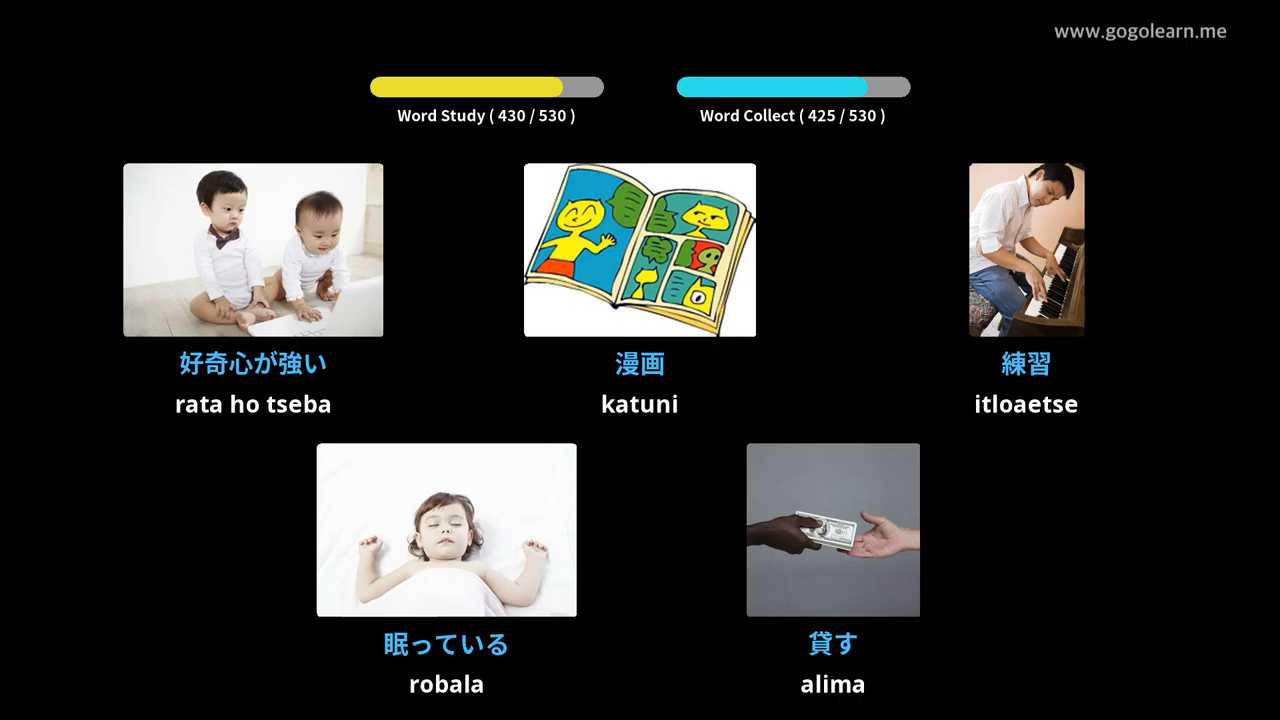 www.gogolearn.me
Word Study ( 430 / 530 )
Word Collect ( 425 / 530 )
好奇心が強い
rata ho tseba
漫画
katuni
練習
itloaetse
眠っている
robala
貸す
alima